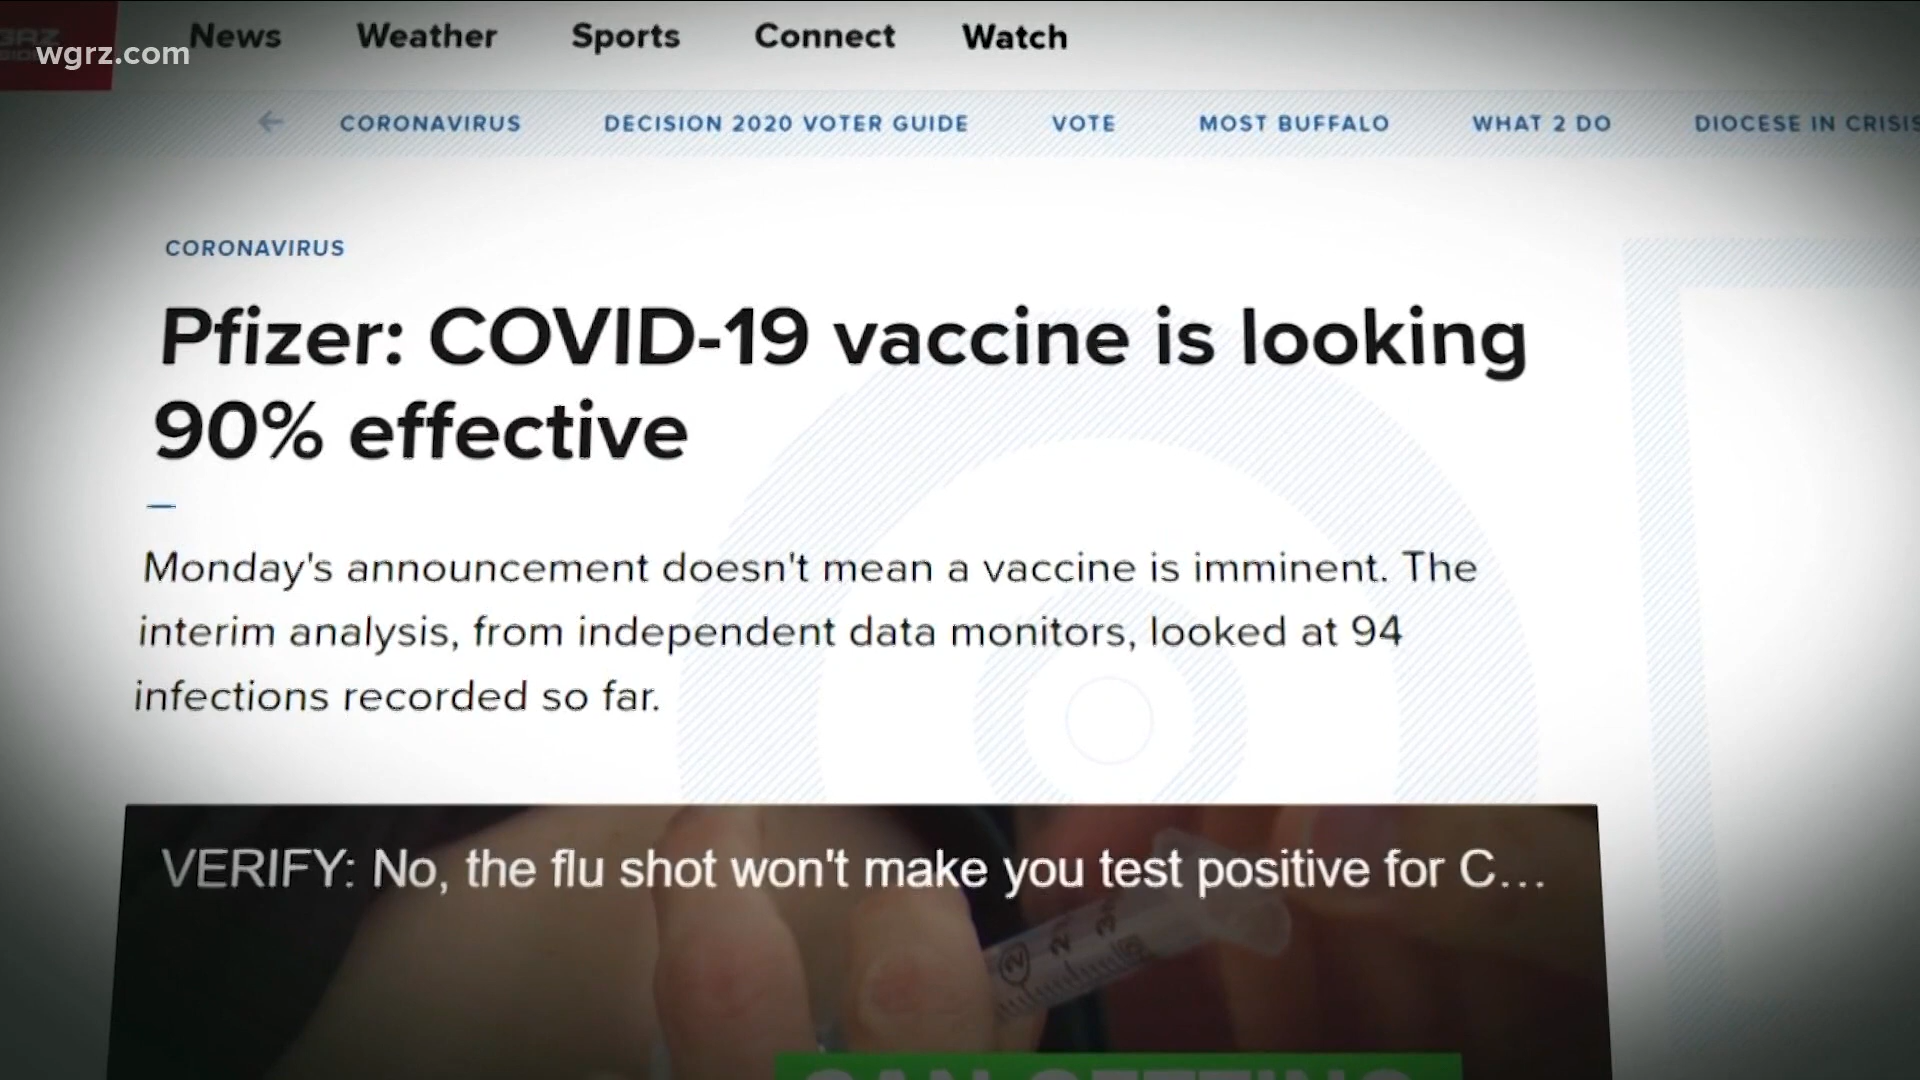 wgrz.com
News Weather Sports Connect Watch
CORONAVIRUS DECISION 2020 VOTER GUIDE VOTE MOST BUFFALO WHAT 2 DO DIOCESE IN CRISIS
CORONAVIRUS
Pfizer: COVID-19 vaccine is looking
90% effective
Monday's announcement doesn't mean a vaccine is imminent. The
interim analysis, from independent data monitors, looked at 94
infections recorded so far.
VERIFY: No, the flu shot won't make you test positive for C...